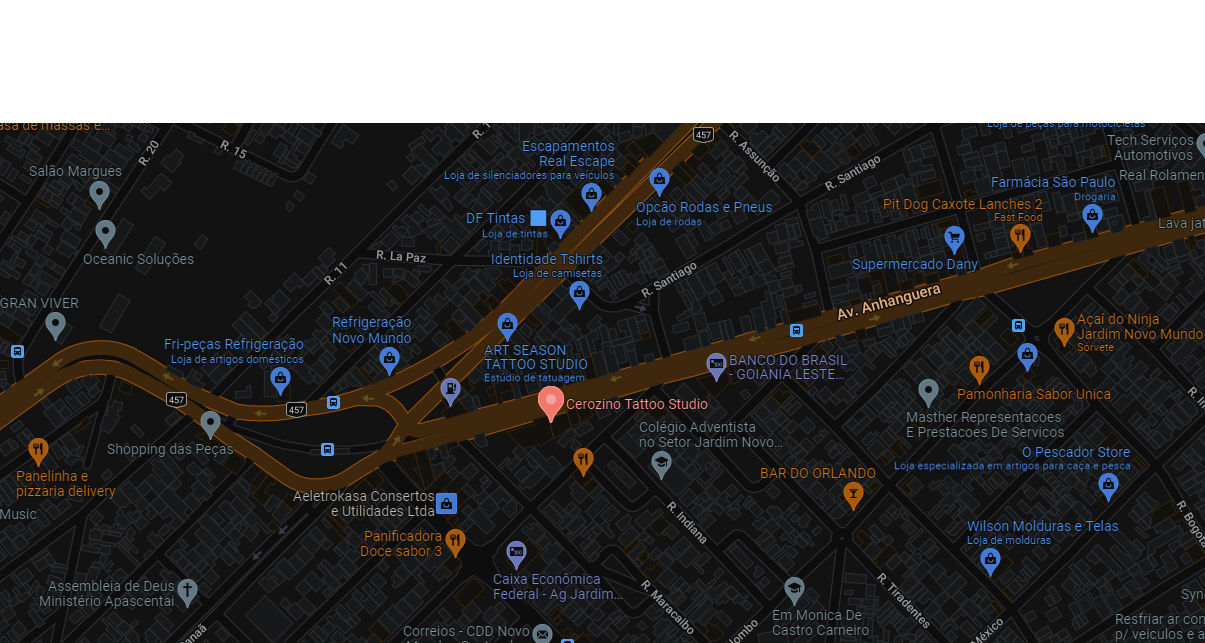 asa de massas e...
R. 20
R. 15
457
R. Assunção
Loja de peças para motocicletas
Tech Serviços
Automotivos
Salão Margues
Escapamentos
Real Escape
Loja de silenciadores para veículos
R. Santiago
Real Rolamen
Farmácia São Paulo
Drogaria
DF Tintas
Loja de tintas
Opcão Rodas e Pneus
Loja de rodas
Pit Dog Caxote Lanches 2
Fast Food
Lava jat
Oceanic Soluções
R. La Paz
R. 11
Identidade Tshirts
Loja de camisetas
R. Santiago
Supermercado Dany
GRAN VIVER
Av. Anhanguera
Refrigeração
Novo Mundo
Açaí do Ninja
Jardim Novo Mundo
Sorvete
Fri-peças Refrigeração
Loja de artigos domésticos
ART SEASON
TATTOO STUDIO
Estúdio de tatuagem
BANCO DO BRASIL
- GOIANIA LESTE...
457
457
Cerozino Tattoo Studio
Pamonharia Sabor Unica
Masther Representacoes
E Prestacoes De Servicos
Colégio Adventista
no Setor Jardim Novo...
Shopping das Peças
O Pescador Store
Loja especializada em artigos para caça e pesca
BAR DO ORLANDO
Panelinha e
pizzaria delivery
Aeletrokasa Consertos
e Utilidades Ltda
Music
R. Indiana
R. Bogotá
Wilson Molduras e Telas
Loja de molduras
Panificadora
Doce sabor 3
Caixa Econômica
Federal - Ag Jardim...
Assembleia de Deus
Ministério Apascentai
R. Maracaibo
R. Tiradentes
Em Monica De
Castro Carneiro
Correios - CDD Novo
México
Resfriar ar con
p/ veículos e a